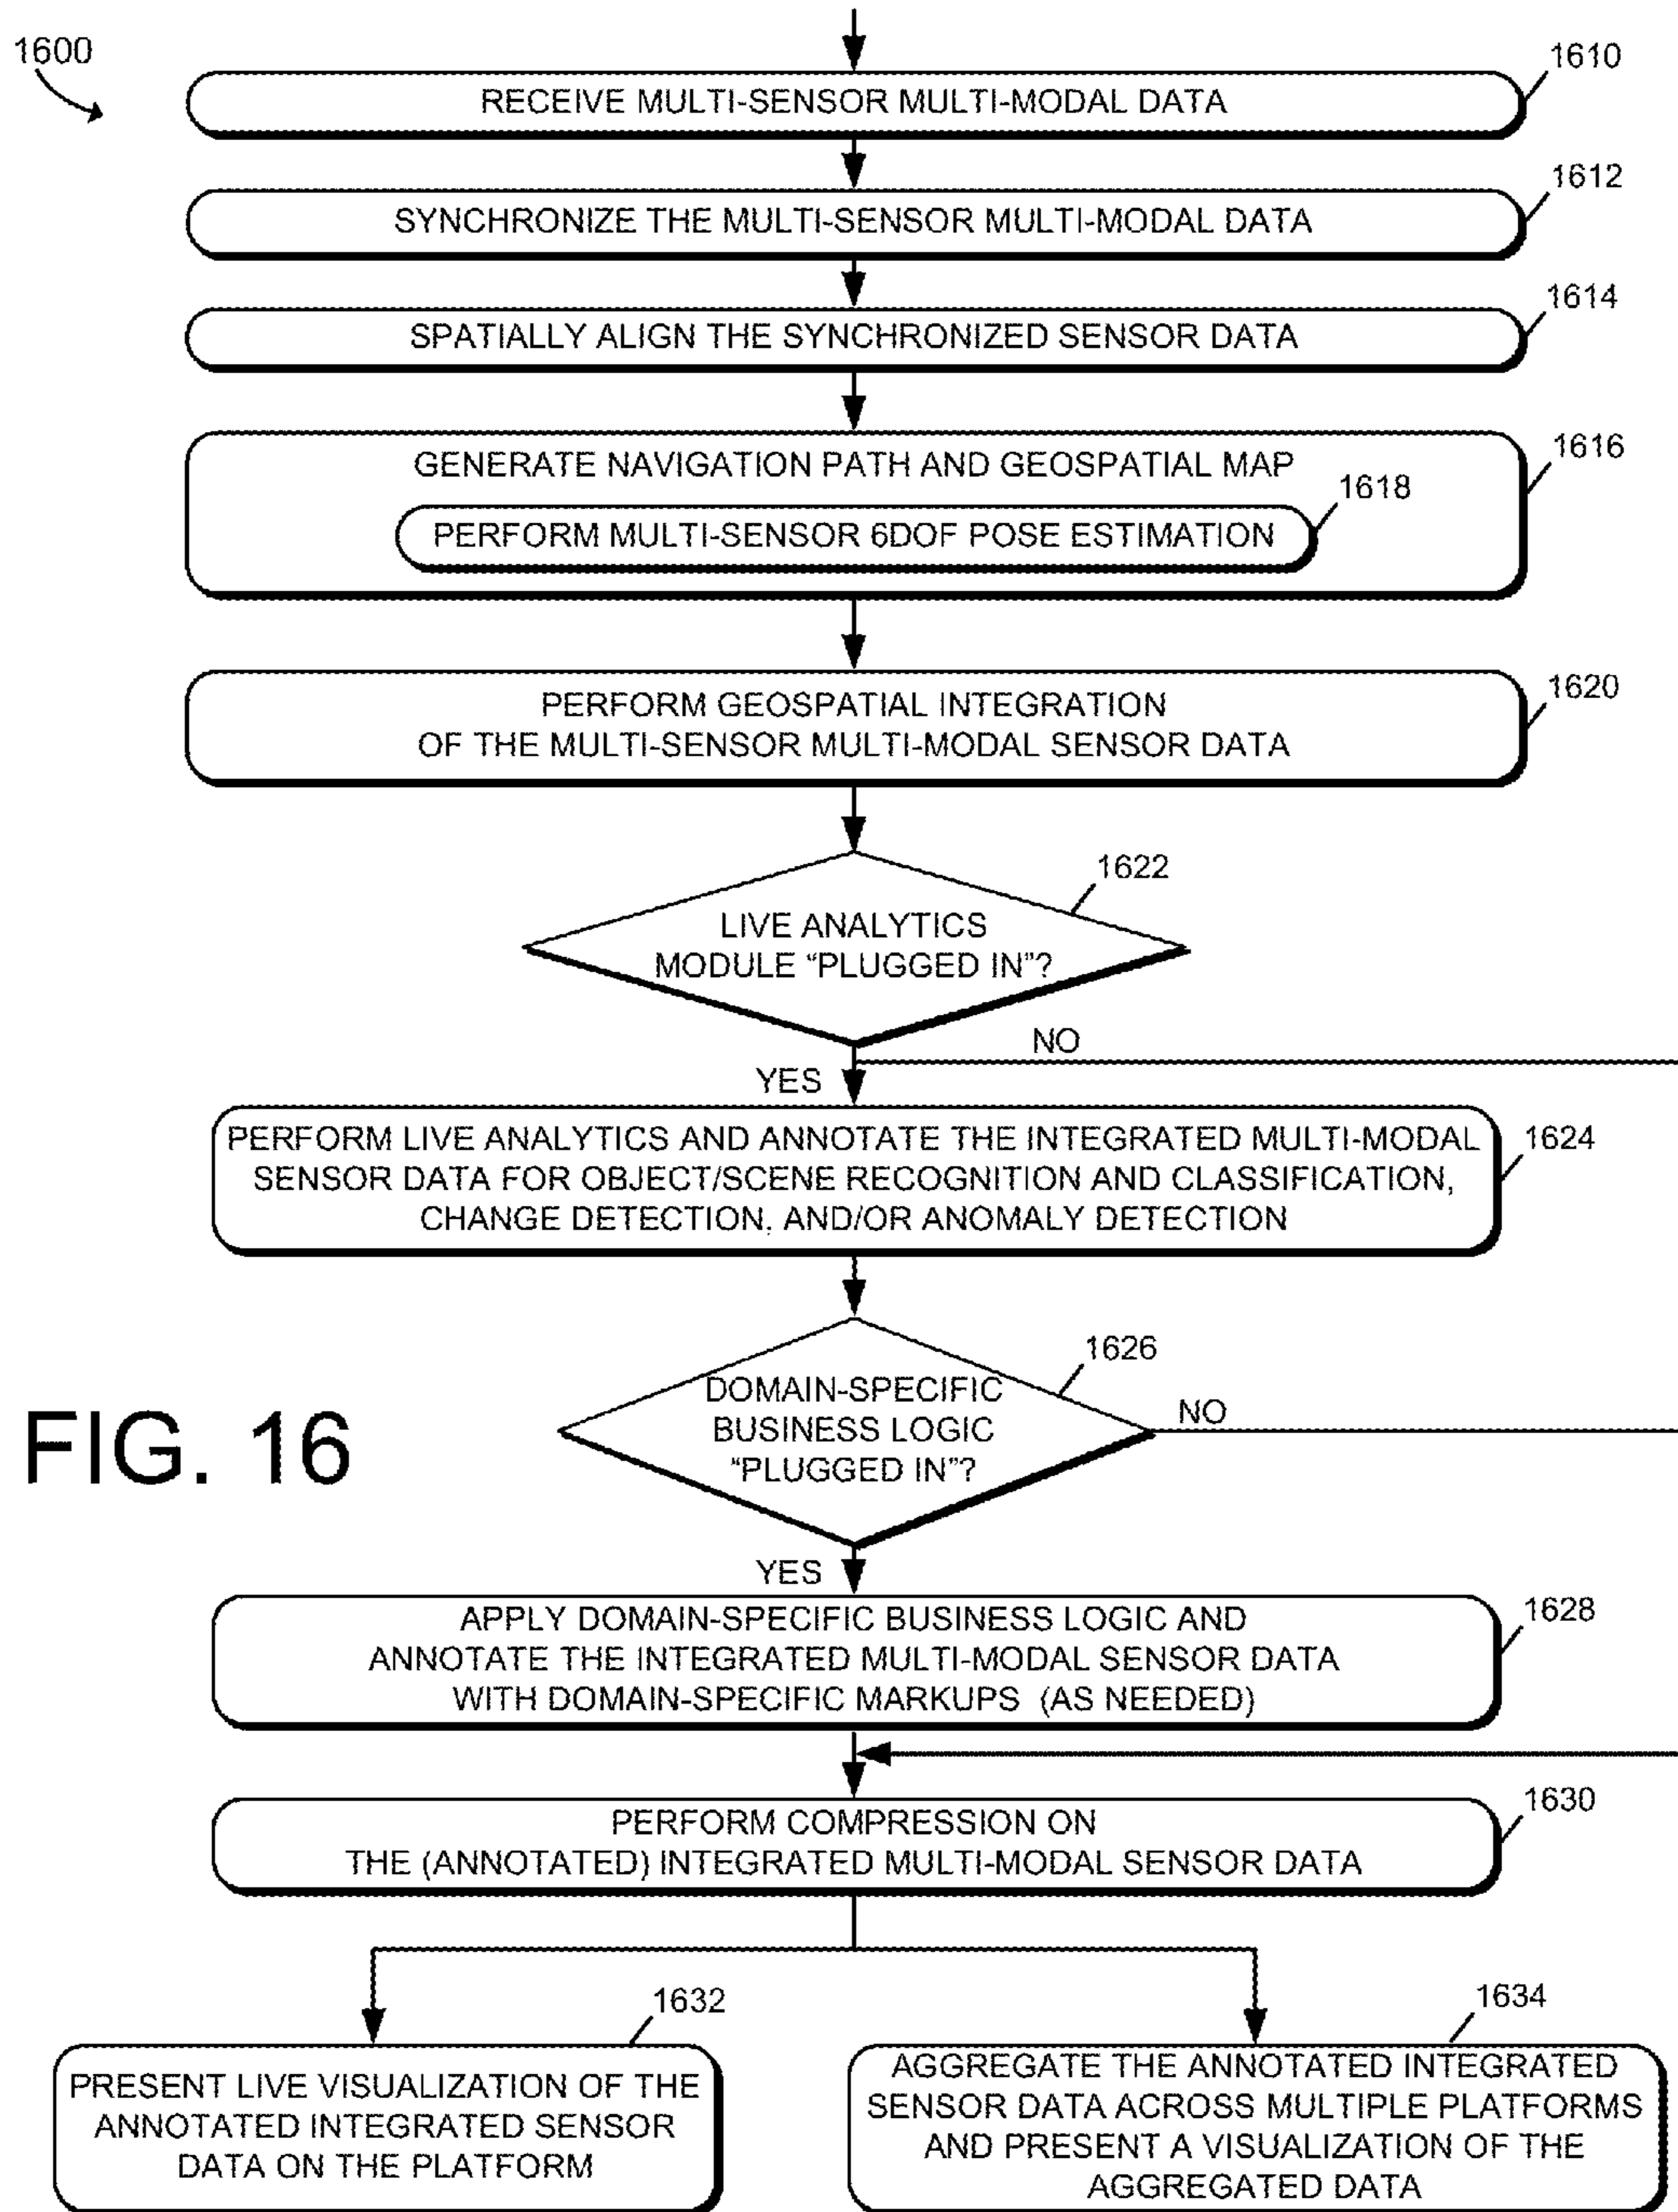 1600
1610
RECEIVE MULTI-SENSOR MULTI-MODAL DATA
1612
SYNCHRONIZE THE MULTI-SENSOR MULTI-MODAL DATA
1614
SPATIALLY ALIGN THE SYNCHRONIZED SENSOR DATA
1616
GENERATE NAVIGATION PATH AND GEOSPATIAL MAP
1618
PERFORM MULTI-SENSOR 6DOF POSE ESTIMATION
1620
PERFORM GEOSPATIAL INTEGRATION
OF THE MULTI-SENSOR MULTI-MODAL SENSOR DATA
1622
LIVE ANALYTICS
MODULE “PLUGGED IN”?
NO
YES
1624
PERFORM LIVE ANALYTICS AND ANNOTATE THE INTEGRATED MULTI-MODAL
SENSOR DATA FOR OBJECT/SCENE RECOGNITION AND CLASSIFICATION,
CHANGE DETECTION, AND/OR ANOMALY DETECTION
1626
DOMAIN-SPECIFIC
BUSINESS LOGIC
“PLUGGED IN”?
NO
FIG. 16
YES
1628
APPLY DOMAIN-SPECIFIC BUSINESS LOGIC AND
ANNOTATE THE INTEGRATED MULTI-MODAL SENSOR DATA
WITH DOMAIN-SPECIFIC MARKUPS (AS NEEDED)
1630
PERFORM COMPRESSION ON
THE (ANNOTATED) INTEGRATED MULTI-MODAL SENSOR DATA
1632
PRESENT LIVE VISUALIZATION OF THE
ANNOTATED INTEGRATED SENSOR
DATA ON THE PLATFORM
1634
AGGREGATE THE ANNOTATED INTEGRATED
SENSOR DATA ACROSS MULTIPLE PLATFORMS
AND PRESENT A VISUALIZATION OF THE
AGGREGATED DATA